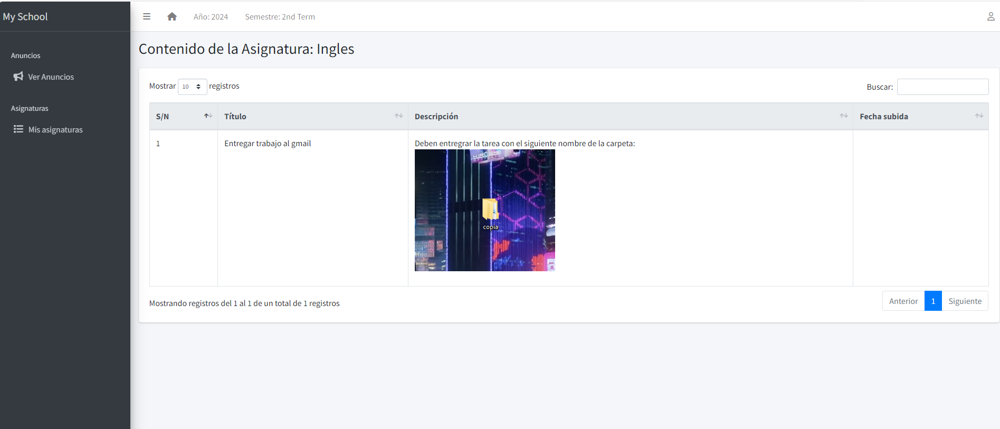 My School
Año: 2024 Semestre: 2nd Term
Anuncios
Ver Anuncios
Asignaturas
Mis asignaturas
Contenido de la Asignatura: Ingles
Mostrar 10 registros
Buscar:
S/N Título Descripción Fecha subida
1 Entregar trabajo al gmail Deben entregrar la tarea con el siguiente nombre de la carpeta:
KIROSHI
copia
Mostrando registros del 1 al 1 de un total de 1 registros
Anterior 1 Siguiente